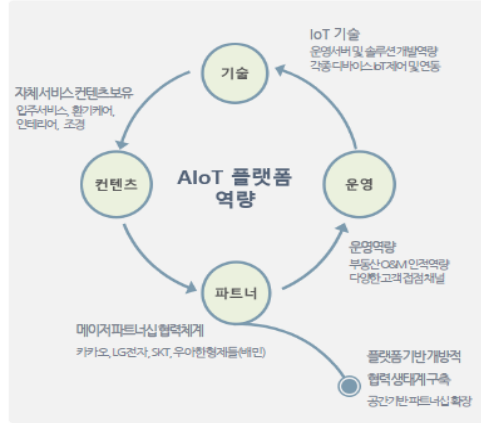 IoT 기술
운영서버 및 솔루션 개발역량
각종 디바이스 IoT 제어 및 연동
기술
자체 서비스 컨텐츠 보유
입주서비스, 환기케어,
인테리어, 조경
컨텐츠
AIoT 플랫폼
역량
운영
운영역량
부동산 O&M 인적역량
다양한 고객 접점 채널
파트너
메이저 파트너십 협력체계
카카오, LG전자, SKT, 우아한형제들(배민)
플랫폼 기반 개방적
협력 생태계 구축
공간기반 파트너십 확장